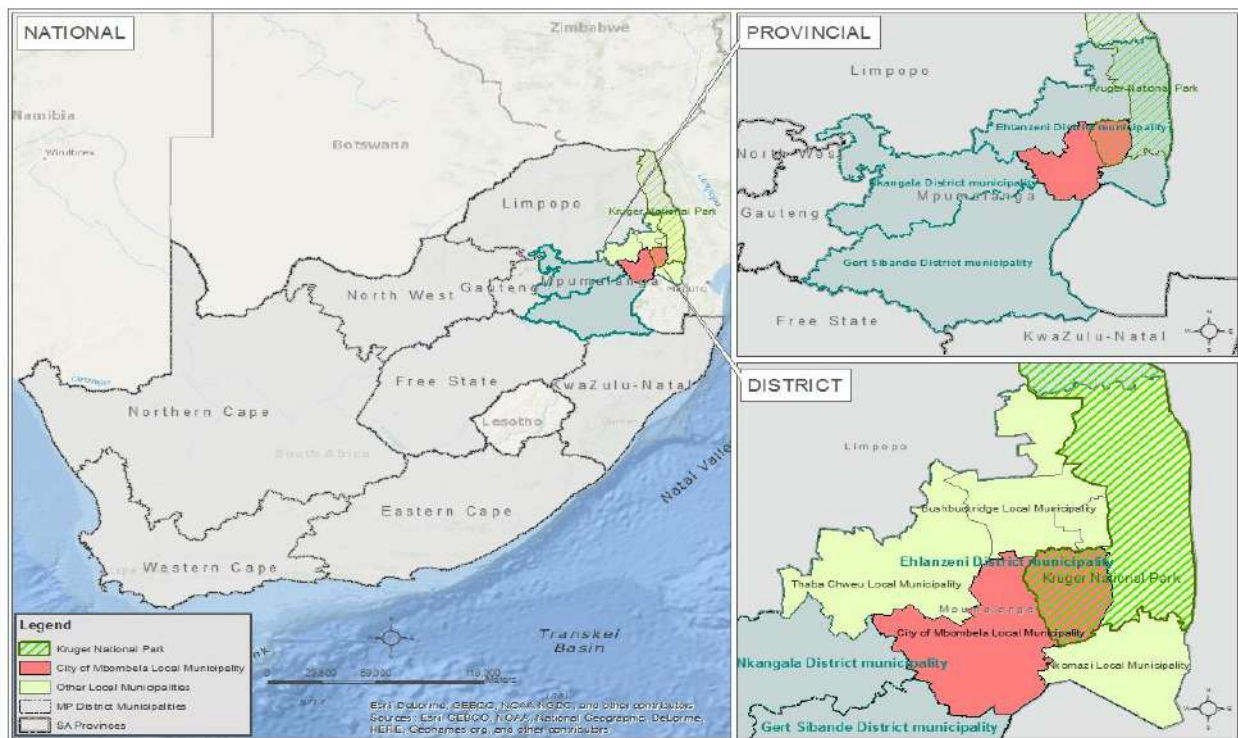 NATIONAL
Zimbabwe
Namibia
Windhoek
Botswana
Limpopo
Kruger National Park
Limpopo
Mpumalanga
Gauteng
North West
Maputo
Free State
KwaZulu-Natal
Northern Cape
Lesotho
South Africa
Eastern Cape
Western Cape
Natal Valley
Transkei
Basin
Legend
Kruger National Park
City of Mbombela Local Municipality
Other Local Municipalities
MP District Municipalities
SA Provinces
Meters
Esri, DeLorme, GEBCO, NOAA NGDC, and other contributors
Sources: Esri, GEBCO, NOAA, National Geographic, DeLorme,
HERE, Geonames.org, and other contributors
PROVINCIAL
Limpopo
Kruger National Park
Ehlanzeni District municipality
North West
Nkangala District municipality
Mpumalanga
Gauteng
Gert Sibande District municipality
Free State
KwaZulu-Natal
DISTRICT
Limpopo
Bushbuckridge Local Municipality
Ehlanzeni District municipality
Thaba Chweu Local Municipality
Kruger National Park
Mpumalanga
City of Mbombela Local Municipality
Nkangala District municipality
Nkomazi Local Municipality
Gert Sibande District municipality